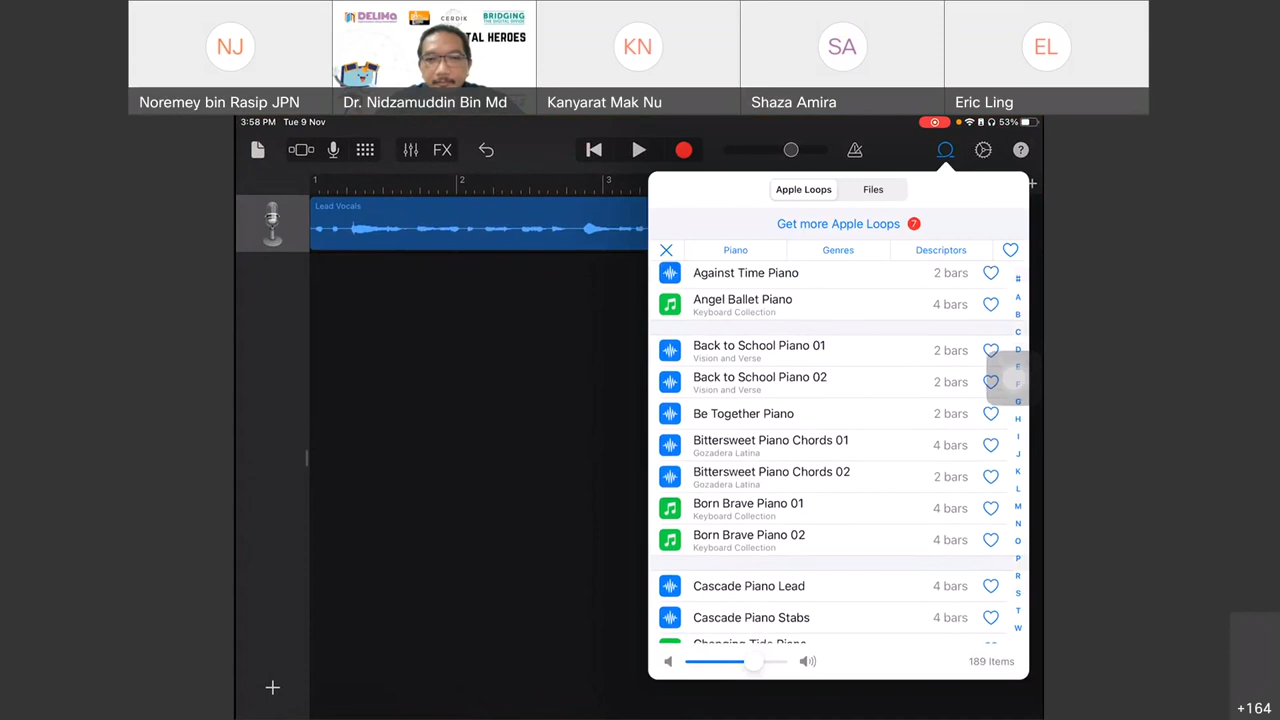 NJ
DELIMa
CERDIK
BRIDGING
THE DIGITAL DIVIDE
TAL HEROES
KN
SA
EL
Noremey bin Rasip JPN
Dr. Nidzamuddin Bin Md
Kanyarat Mak Nu
Shaza Amira
Eric Ling
3:58 PM Tue 9 Nov
53%
FX
?
1
2
3
Lead Vocals
Apple Loops
Files
Get more Apple Loops
7
Piano
Genres
Descriptors
Against Time Piano
2 bars
Angel Ballet Piano
Keyboard Collection
4 bars
Back to School Piano 01
Vision and Verse
2 bars
Back to School Piano 02
Vision and Verse
2 bars
Be Together Piano
2 bars
Bittersweet Piano Chords 01
Gozadera Latina
4 bars
Bittersweet Piano Chords 02
Gozadera Latina
2 bars
Born Brave Piano 01
Keyboard Collection
4 bars
Born Brave Piano 02
Keyboard Collection
4 bars
Cascade Piano Lead
4 bars
Cascade Piano Stabs
4 bars
#
A
B
C
D
E
F
G
H
I
J
K
L
M
N
O
P
R
S
T
W
189 Items
+164